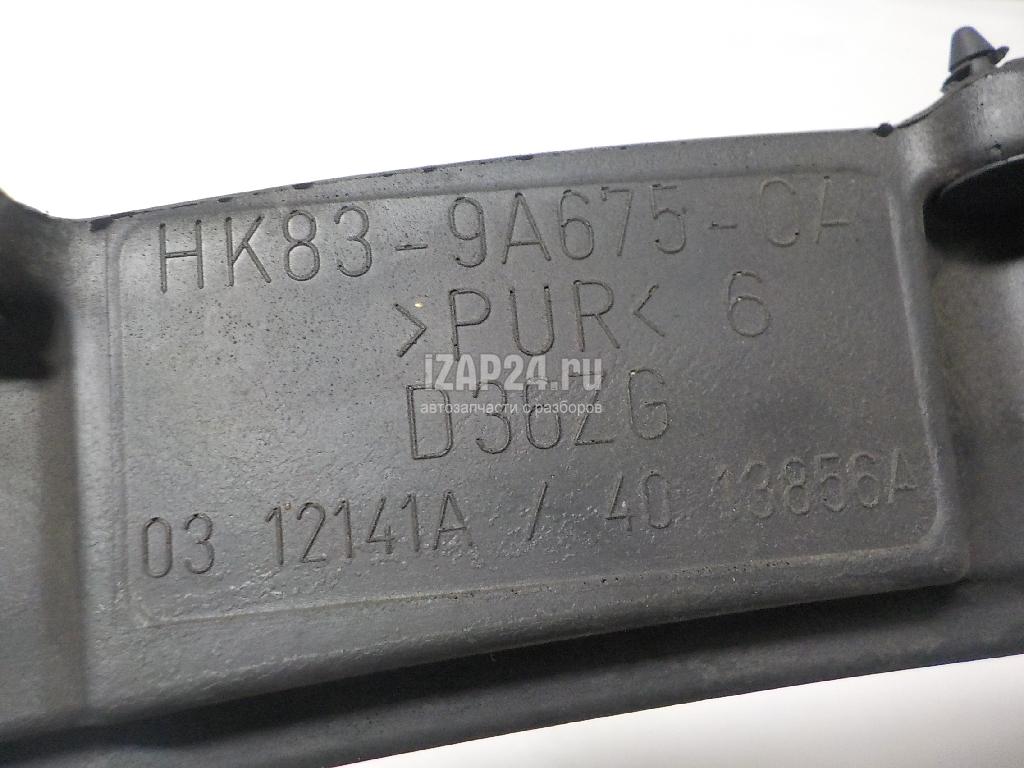 HK83-9A675-CA
>PUR< 6
iZAP24.ru
автозапчасти с разборов
D36ZG
03 12141A / 40 13856A